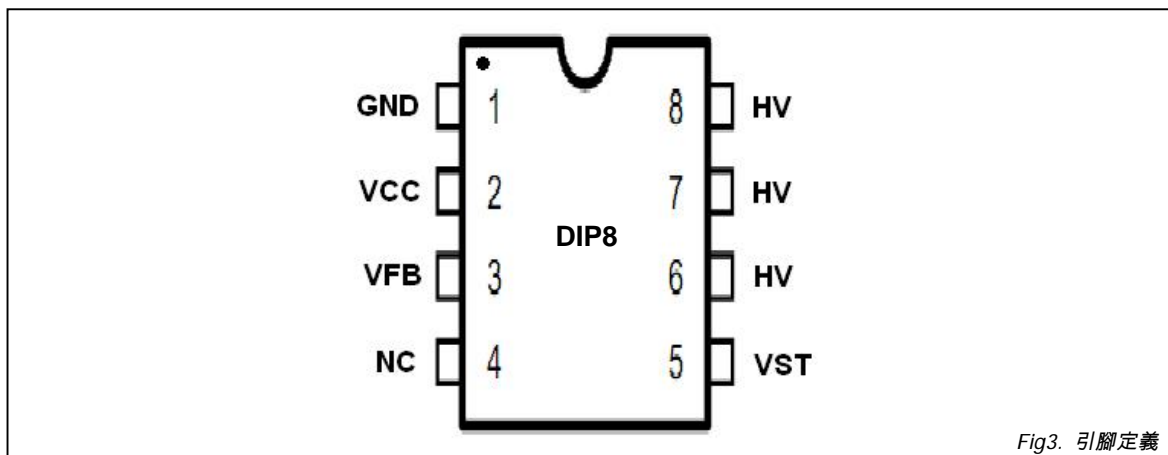 GND 1 8 HV
VCC 2 7 HV
DIP8
VFB 3 6 HV
NC 4 5 VST
Fig3. 引腳定義